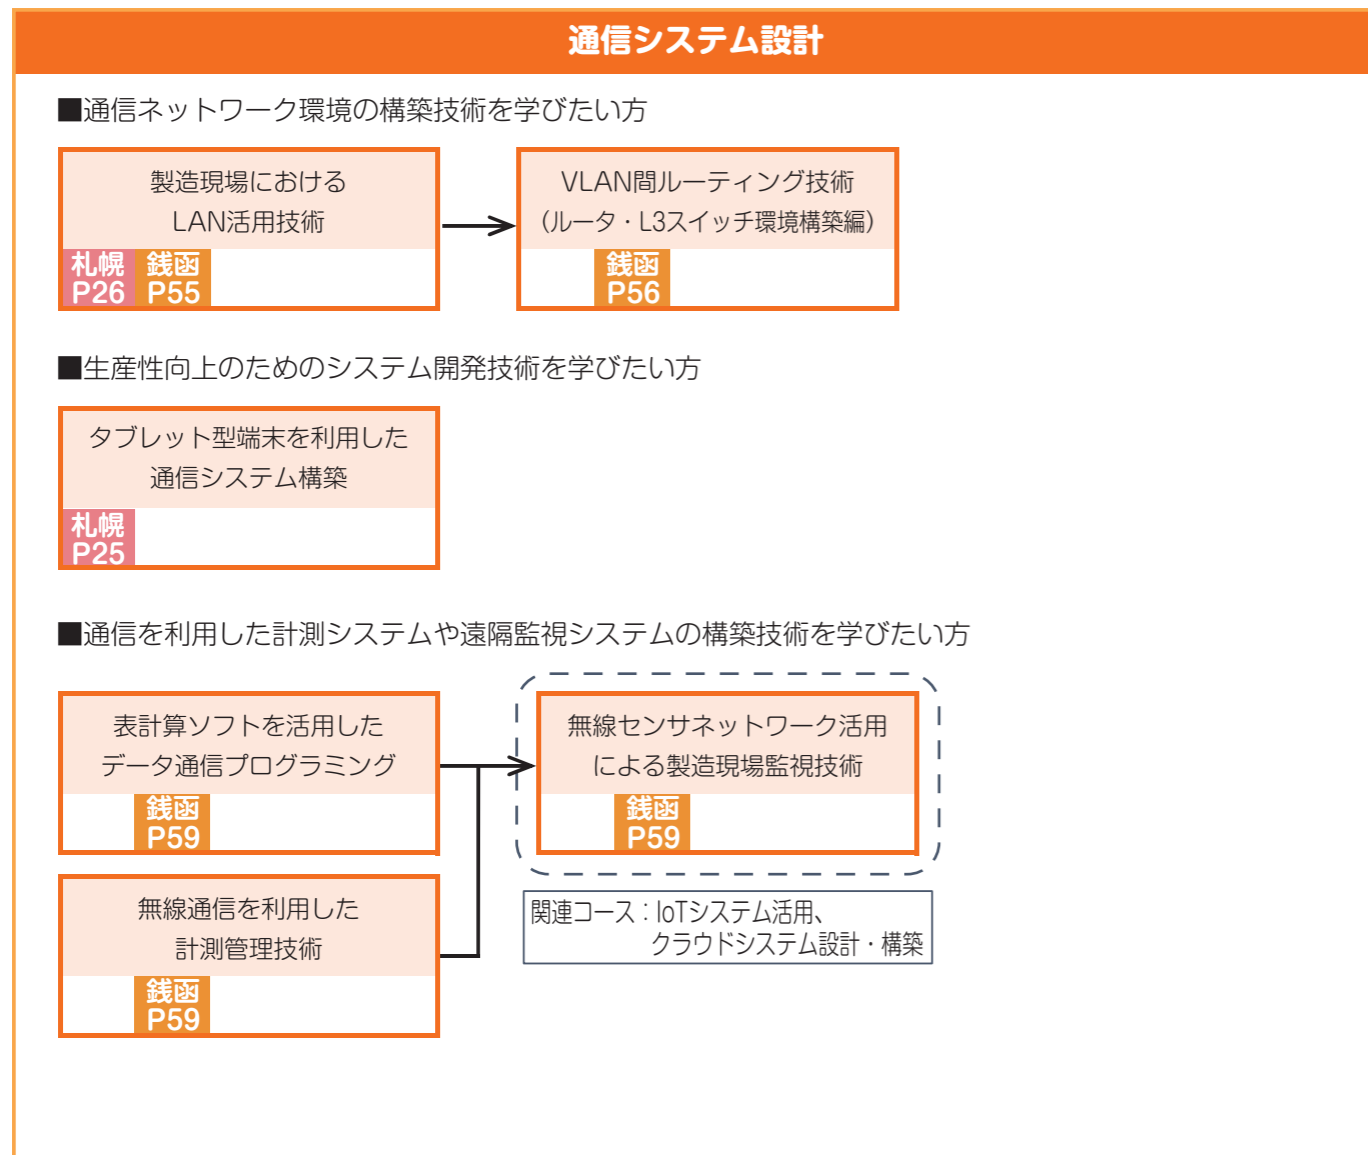 通信システム設計
■通信ネットワーク環境の構築技術を学びたい方
製造現場における
LAN活用技術
札幌
P26
銭函
P55
VLAN間ルーティング技術
（ルータ・L3スイッチ環境構築編）
銭函
P56
■生産性向上のためのシステム開発技術を学びたい方
タブレット型端末を利用した
通信システム構築
札幌
P25
■通信を利用した計測システムや遠隔監視システムの構築技術を学びたい方
表計算ソフトを活用した
データ通信プログラミング
銭函
P59
無線センサネットワーク活用
による製造現場監視技術
銭函
P59
無線通信を利用した
計測管理技術
銭函
P59
関連コース：IoTシステム活用、
クラウドシステム設計・構築